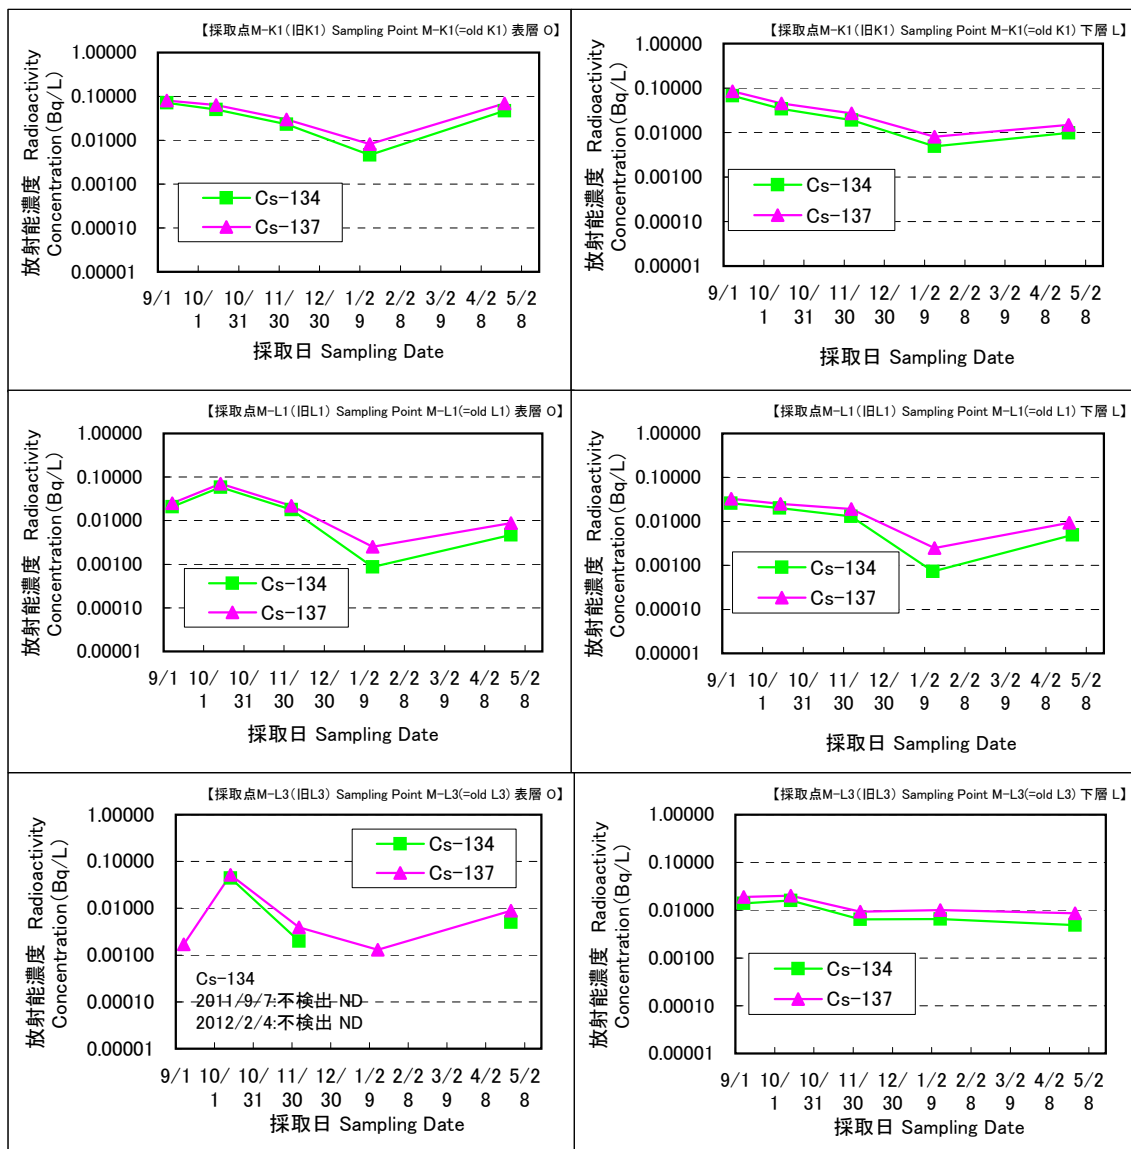 【採取点M-K1(旧K1) Sampling Point M-K1(=old K1) 表層 O】
放射能濃度 Radioactivity
Concentration(Bq/L)
1.00000
0.10000
0.01000
0.00100
0.00010
0.00001
Cs-134
Cs-137
9/1 10/1 10/31 11/30 12/30 1/29 2/28 3/29 4/28 5/28
採取日 Sampling Date
【採取点M-K1(旧K1) Sampling Point M-K1(=old K1) 下層 L】
放射能濃度 Radioactivity
Concentration(Bq/L)
1.00000
0.10000
0.01000
0.00100
0.00010
0.00001
Cs-134
Cs-137
9/1 10/1 10/31 11/30 12/30 1/29 2/28 3/29 4/28 5/28
採取日 Sampling Date
【採取点M-L1(旧L1) Sampling Point M-L1(=old L1) 表層 O】
放射能濃度 Radioactivity
Concentration(Bq/L)
1.00000
0.10000
0.01000
0.00100
0.00010
0.00001
Cs-134
Cs-137
9/1 10/1 10/31 11/30 12/30 1/29 2/28 3/29 4/28 5/28
採取日 Sampling Date
【採取点M-L1(旧L1) Sampling Point M-L1(=old L1) 下層 L】
放射能濃度 Radioactivity
Concentration(Bq/L)
1.00000
0.10000
0.01000
0.00100
0.00010
0.00001
Cs-134
Cs-137
9/1 10/1 10/31 11/30 12/30 1/29 2/28 3/29 4/28 5/28
採取日 Sampling Date
【採取点M-L3(旧L3) Sampling Point M-L3(=old L3) 表層 O】
放射能濃度 Radioactivity
Concentration(Bq/L)
1.00000
0.10000
0.01000
0.00100
0.00010
0.00001
Cs-134
Cs-137
Cs-134
2011/9/7:不検出 ND
2012/2/4:不検出 ND
9/1 10/1 10/31 11/30 12/30 1/29 2/28 3/29 4/28 5/28
採取日 Sampling Date
【採取点M-L3(旧L3) Sampling Point M-L3(=old L3) 下層 L】
放射能濃度 Radioactivity
Concentration(Bq/L)
1.00000
0.10000
0.01000
0.00100
0.00010
0.00001
Cs-134
Cs-137
9/1 10/1 10/31 11/30 12/30 1/29 2/28 3/29 4/28 5/28
採取日 Sampling Date